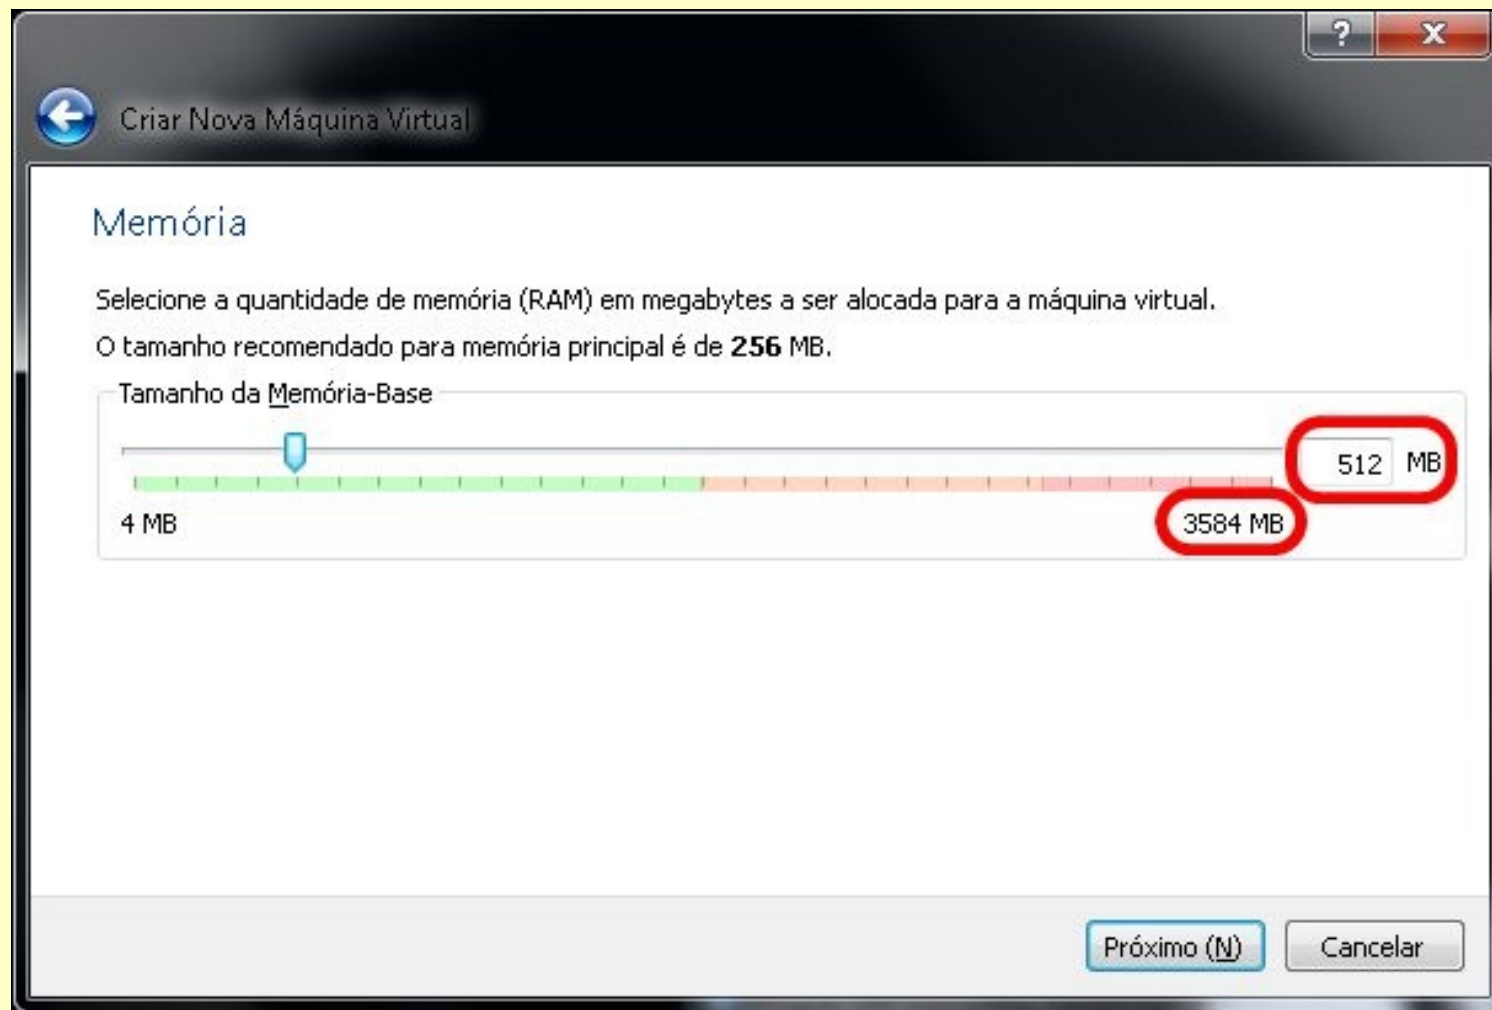 ?
X
Criar Nova Máquina Virtual
Memória
Selecione a quantidade de memória (RAM) em megabytes a ser alocada para a máquina virtual.
O tamanho recomendado para memória principal é de 256 MB.
Tamanho da Memória-Base
512 MB
4 MB 3584 MB
Próximo (N) Cancelar